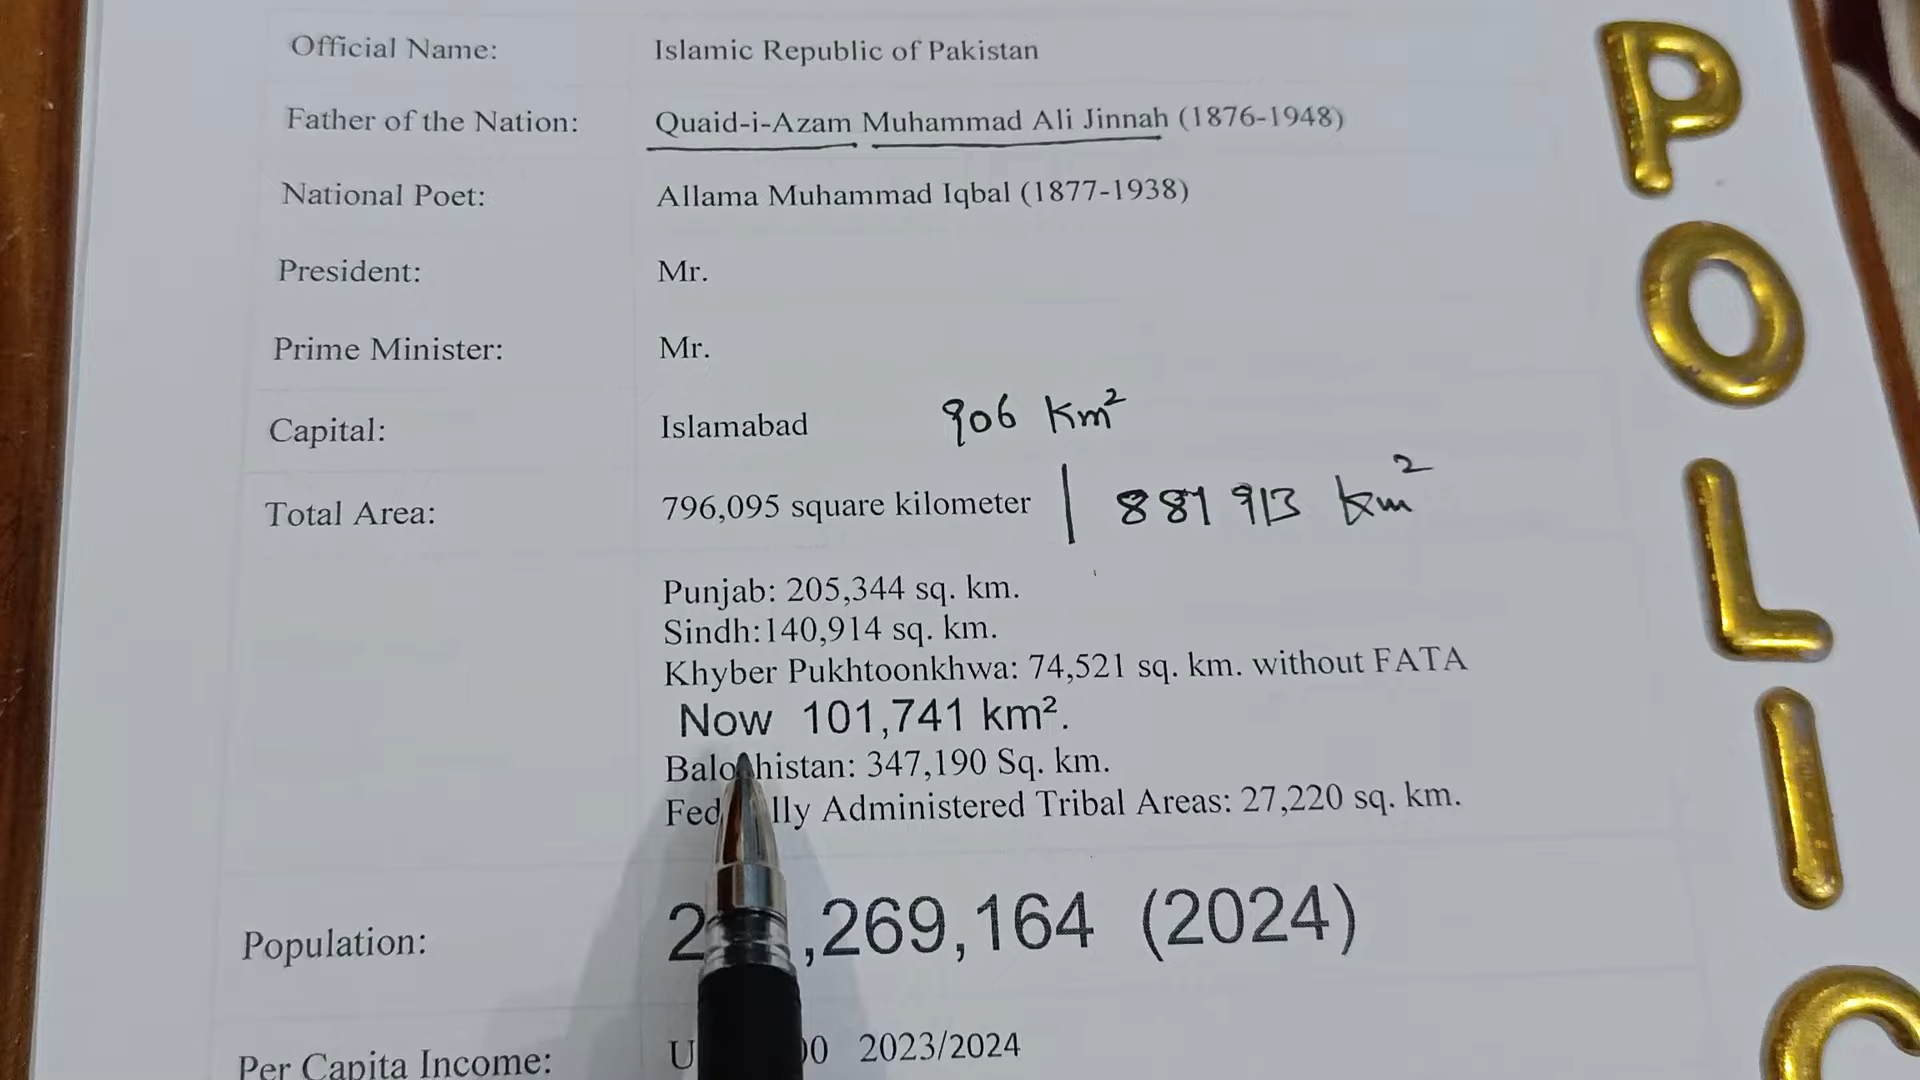 Official Name: Islamic Republic of Pakistan
Father of the Nation: Quaid-i-Azam Muhammad Ali Jinnah (1876-1948)
National Poet: Allama Muhammad Iqbal (1877-1938)
President: Mr.
Prime Minister: Mr.
Capital: Islamabad 906 Km²
Total Area: 796,095 square kilometer | 881 913 km²
Punjab: 205,344 sq. km.
Sindh:140,914 sq. km.
Khyber Pukhtoonkhwa: 74,521 sq. km. without FATA
Now 101,741 km².
Balochistan: 347,190 Sq. km.
Federally Administered Tribal Areas: 27,220 sq. km.
Population: ,269,164 (2024)
Per Capita Income: 2023/2024
P
O
L
I
C